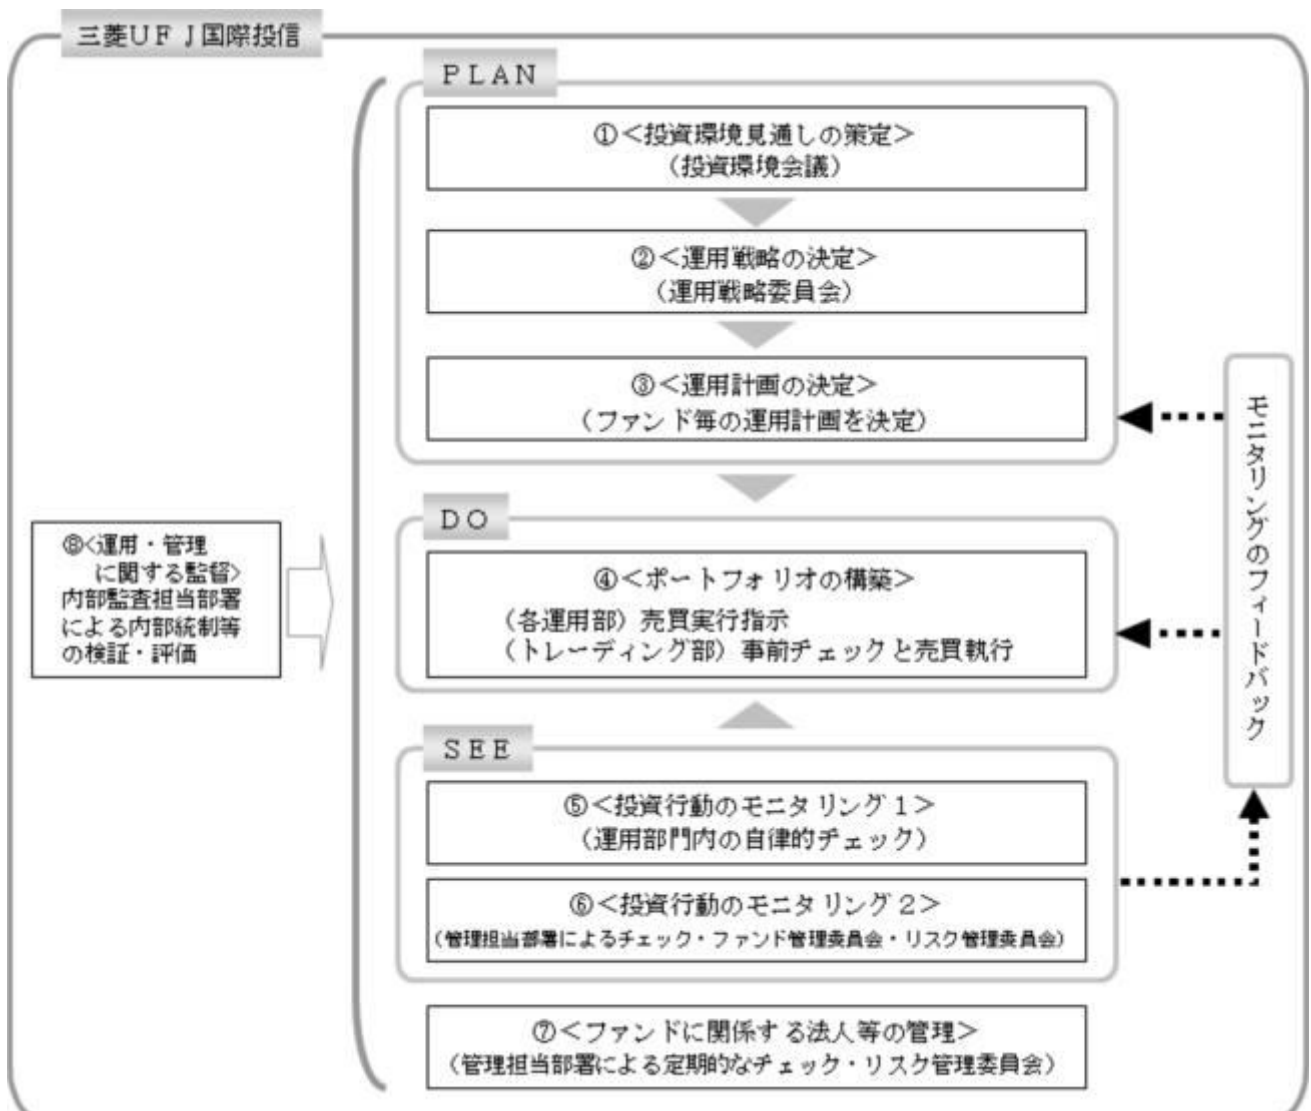 三菱UFJ国際投信
PLAN
①＜投資環境見通しの策定＞
（投資環境会議）
②＜運用戦略の決定＞
（運用戦略委員会）
③＜運用計画の決定＞
（ファンド毎の運用計画を決定）
DO
④＜ポートフォリオの構築＞
（各運用部）売買実行指示
（トレーディング部）事前チェックと売買執行
SEE
⑤＜投資行動のモニタリング１＞
（運用部門内の自律的チェック）
⑥＜投資行動のモニタリング２＞
（管理担当部署によるチェック・ファンド管理委員会・リスク管理委員会）
⑦＜ファンドに関係する法人等の管理＞
（管理担当部署による定期的なチェック・リスク管理委員会）
⑧＜運用・管理
に関する監督＞
内部監査担当部署
による内部統制等
の検証・評価
モニタリングのフィードバック